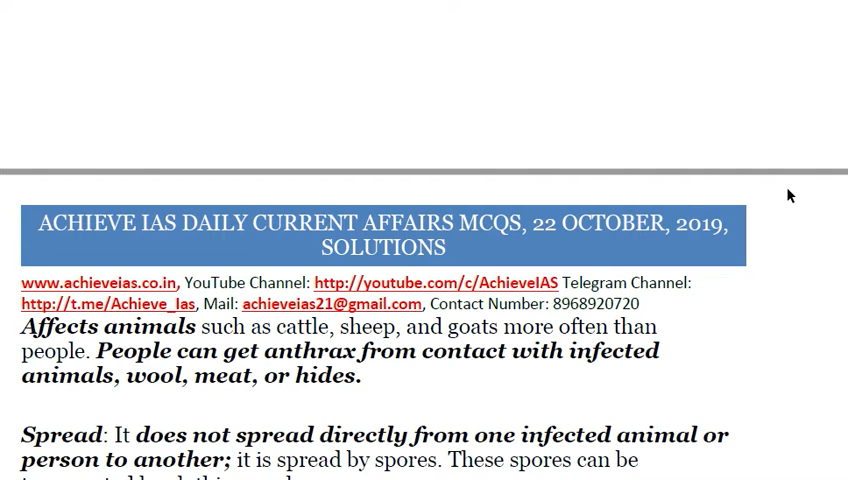 ACHIEVE IAS DAILY CURRENT AFFAIRS MCQS, 22 OCTOBER, 2019,
SOLUTIONS
www.achieveias.co.in, YouTube Channel: http://youtube.com/c/AchieveIAS Telegram Channel:
http://t.me/Achieve_Ias, Mail: achieveias21@gmail.com, Contact Number: 8968920720
Affects animals such as cattle, sheep, and goats more often than
people. People can get anthrax from contact with infected
animals, wool, meat, or hides.
Spread: It does not spread directly from one infected animal or
person to another; it is spread by spores. These spores can be